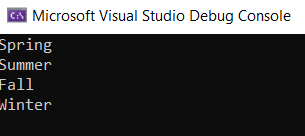 Microsoft Visual Studio Debug Console
Spring
Summer
Fall
Winter